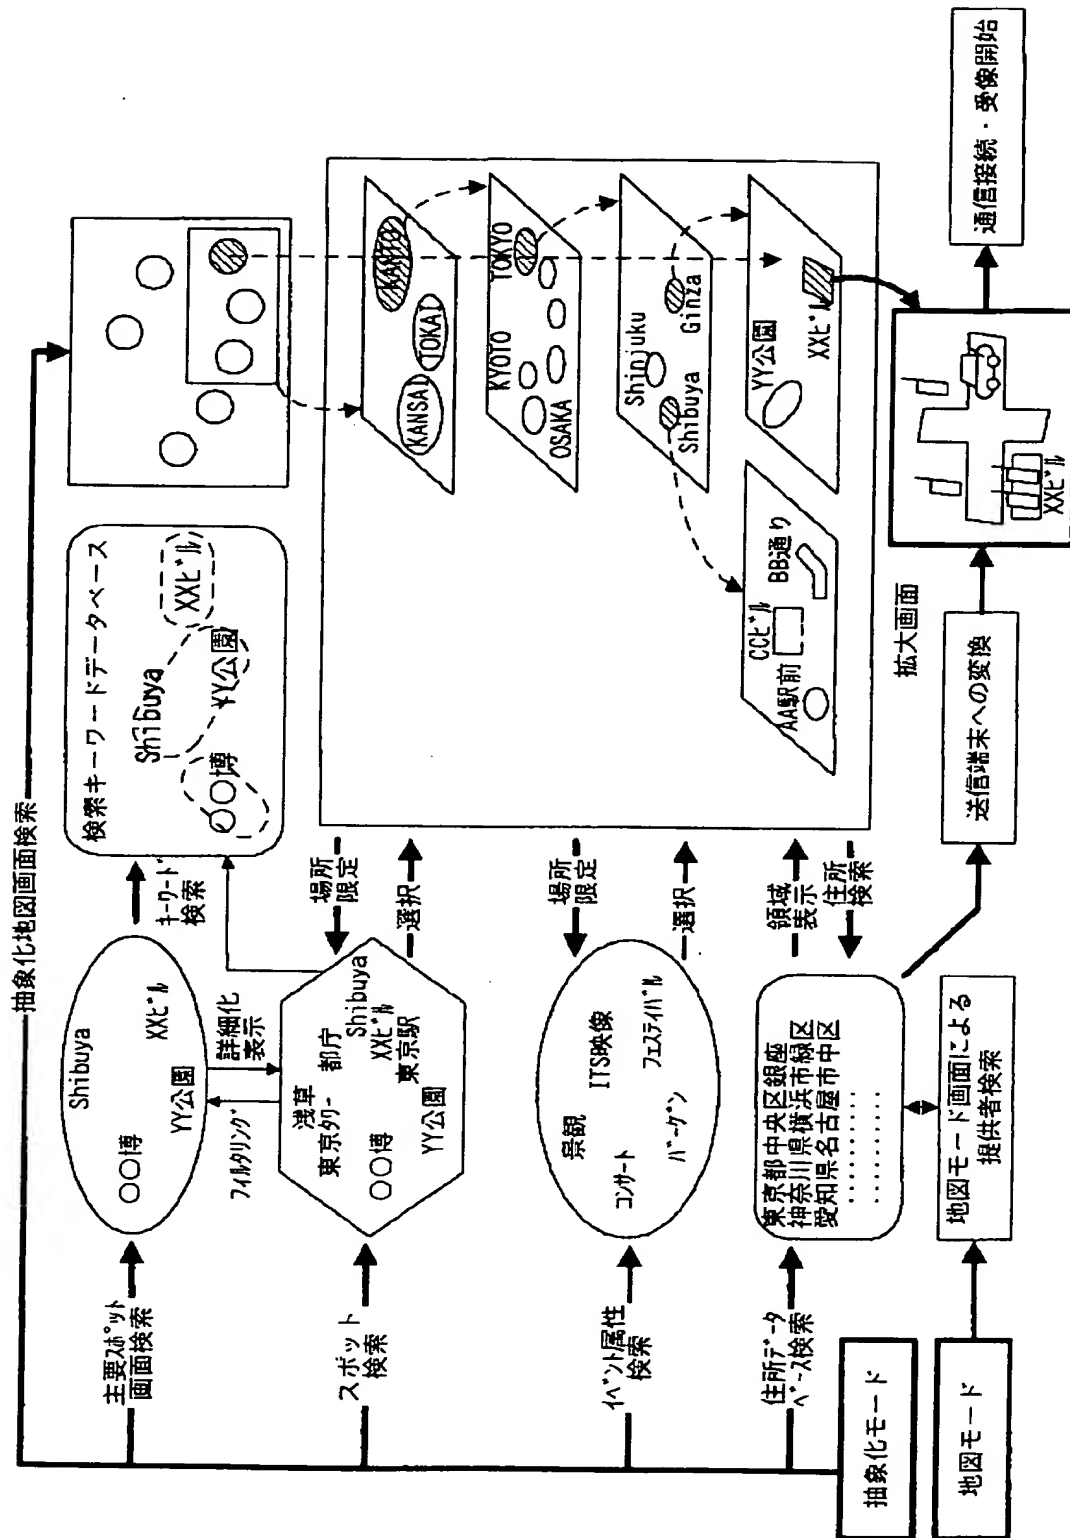 抽象化地図画面検索
主要スポット
画面検索
Shibuya
XXビル
〇〇博
YY公園
キーワード
検索
検索キーワードデータベース
Shibuya
XXビル
〇〇博
YY公園
フィルタリング
詳細化
表示
スポット
検索
浅草
東京タワー
都庁
Shibuya
XXビル
東京駅
〇〇博
YY公園
場所
限定
選択
KANTO
TOKAI
KANSAI
TOKYO
KYOTO
OSAKA
Shinjuku
Shibuya
Ginza
YY公園
XXビル
CCビル
BB通り
AA駅前
イベント属性
検索
景観
ITS映像
コンサート
フェスティバル
バーゲン
場所
限定
選択
住所データ
ベース検索
東京都中央区銀座
神奈川県横浜市緑区
愛知県名古屋市中区
........
........
領域
表示
住所
検索
抽象化モード
地図モード
地図モード画面による
提供者検索
送信端末への変換
拡大画面
XXビル
通信接続・受像開始